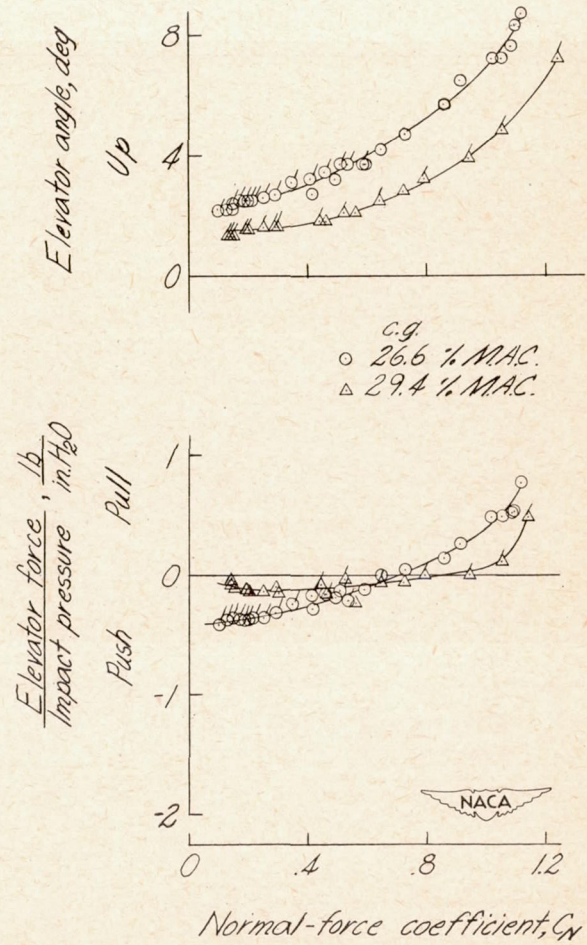 Elevator angle, deg
Up
8
4
0
c.g.
26.6 % M.A.C.
29.4 % M.A.C.
Elevator force / Impact pressure, lb / in. H₂O
Pull
Push
1
0
-1
-2
NACA
0 .4 .8 1.2
Normal-force coefficient, C_N